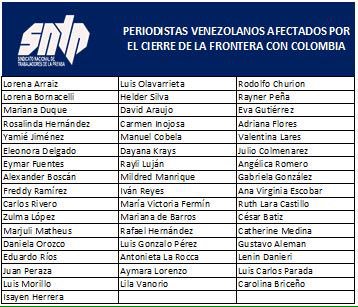 sntp
SINDICATO NACIONAL DE
TRABAJADORES DE LA PRENSA
PERIODISTAS VENEZOLANOS AFECTADOS POR
EL CIERRE DE LA FRONTERA CON COLOMBIA
Lorena Arraiz Luis Olavarrieta Rodolfo Churion
Lorena Bornacelli Helder Silva Rayner Peña
Mariana Duque David Araujo Eva Gutiérrez
Rosalinda Hernández Carmen Inojosa Adriana Flores
Yamié Jiménez Manuel Cobela Valentina Lares
Eleonora Delgado Dayana Krays Julio Colmenarez
Eymar Fuentes Rayli Luján Angélica Romero
Alexander Boscán Mildred Manrique Gabriela González
Freddy Ramírez Iván Reyes Ana Virginia Escobar
Carlos Rivero María Victoria Fermín Ruth Lara Castillo
Zulma López Mariana de Barros César Batiz
Marjuli Matheus Rafael Hernández Catherine Medina
Daniela Orozco Luis Gonzalo Pérez Gustavo Aleman
Eduardo Ríos Antonieta La Rocca Lenin Danieri
Juan Peraza Aymara Lorenzo Luis Carlos Parada
Luis Morillo Lila Vanorio Carolina Briceño
Isayen Herrera